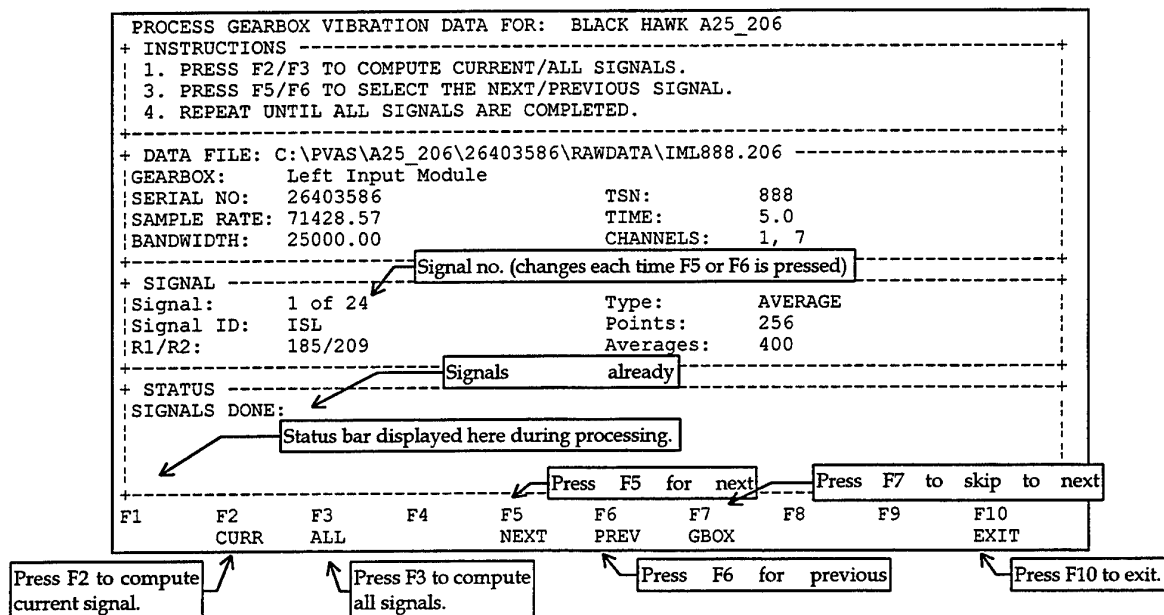 PROCESS GEARBOX VIBRATION DATA FOR: BLACK HAWK A25_206
+ INSTRUCTIONS
1. PRESS F2/F3 TO COMPUTE CURRENT/ALL SIGNALS.
3. PRESS F5/F6 TO SELECT THE NEXT/PREVIOUS SIGNAL.
4. REPEAT UNTIL ALL SIGNALS ARE COMPLETED.
+ DATA FILE: C:\PVAS\A25_206\26403586\RAWDATA\IML888.206
GEARBOX: Left Input Module
SERIAL NO: 26403586 TSN: 888
SAMPLE RATE: 71428.57 TIME: 5.0
BANDWIDTH: 25000.00 CHANNELS: 1, 7
Signal no. (changes each time F5 or F6 is pressed)
+ SIGNAL
Signal: 1 of 24 Type: AVERAGE
Signal ID: ISL Points: 256
R1/R2: 185/209 Averages: 400
Signals already
+ STATUS
SIGNALS DONE:
Status bar displayed here during processing.
Press F5 for next
Press F7 to skip to next
F1 F2 F3 F4 F5 F6 F7 F8 F9 F10
CURR ALL NEXT PREV GBOX EXIT
Press F2 to compute
current signal.
Press F3 to compute
all signals.
Press F6 for previous
Press F10 to exit.